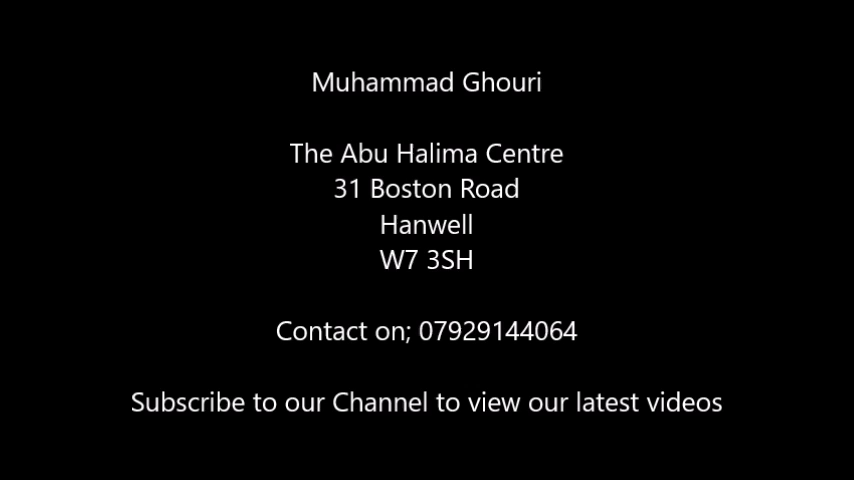 Muhammad Ghouri
The Abu Halima Centre
31 Boston Road
Hanwell
W7 3SH
Contact on; 07929144064
Subscribe to our Channel to view our latest videos